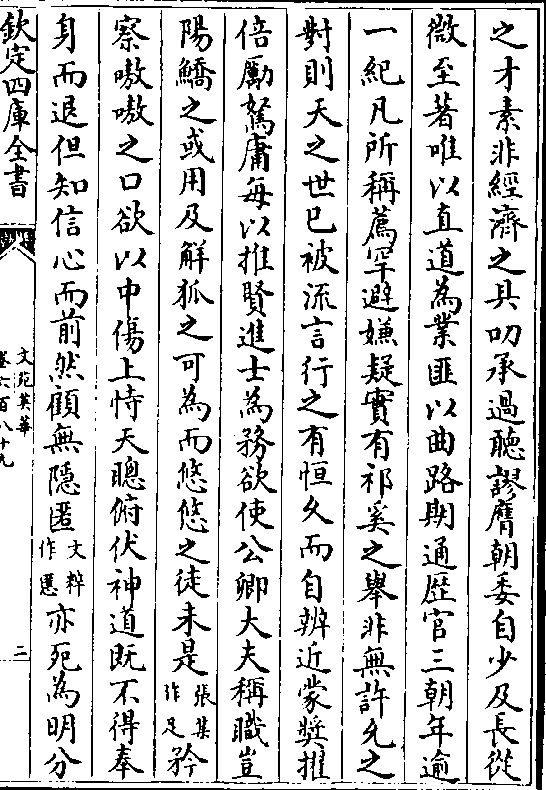 之才素非經濟之具叨承過聽謬膺朝委自少及長從
微至著唯以直道為業匪以曲路期通歷官三朝年逾
一紀凡所稱薦罕避嫌疑實有祁奚之舉非無許允之
對則天之世已被流言行之有恒久而自辨近蒙奬推
倍勵駑庸每以推賢進士為務欲使公卿大夫稱職豈
陽鱎之或用及解狐之可為而悠悠之徒未是張集作足矜
察嗷嗷之口欲以中傷上恃天聰俯伏神道既不得奉
身而退但知信心而前然顧無隱匿文粹作慝亦死為明分
欽定四庫全書
文苑英華
卷六百八十九
二